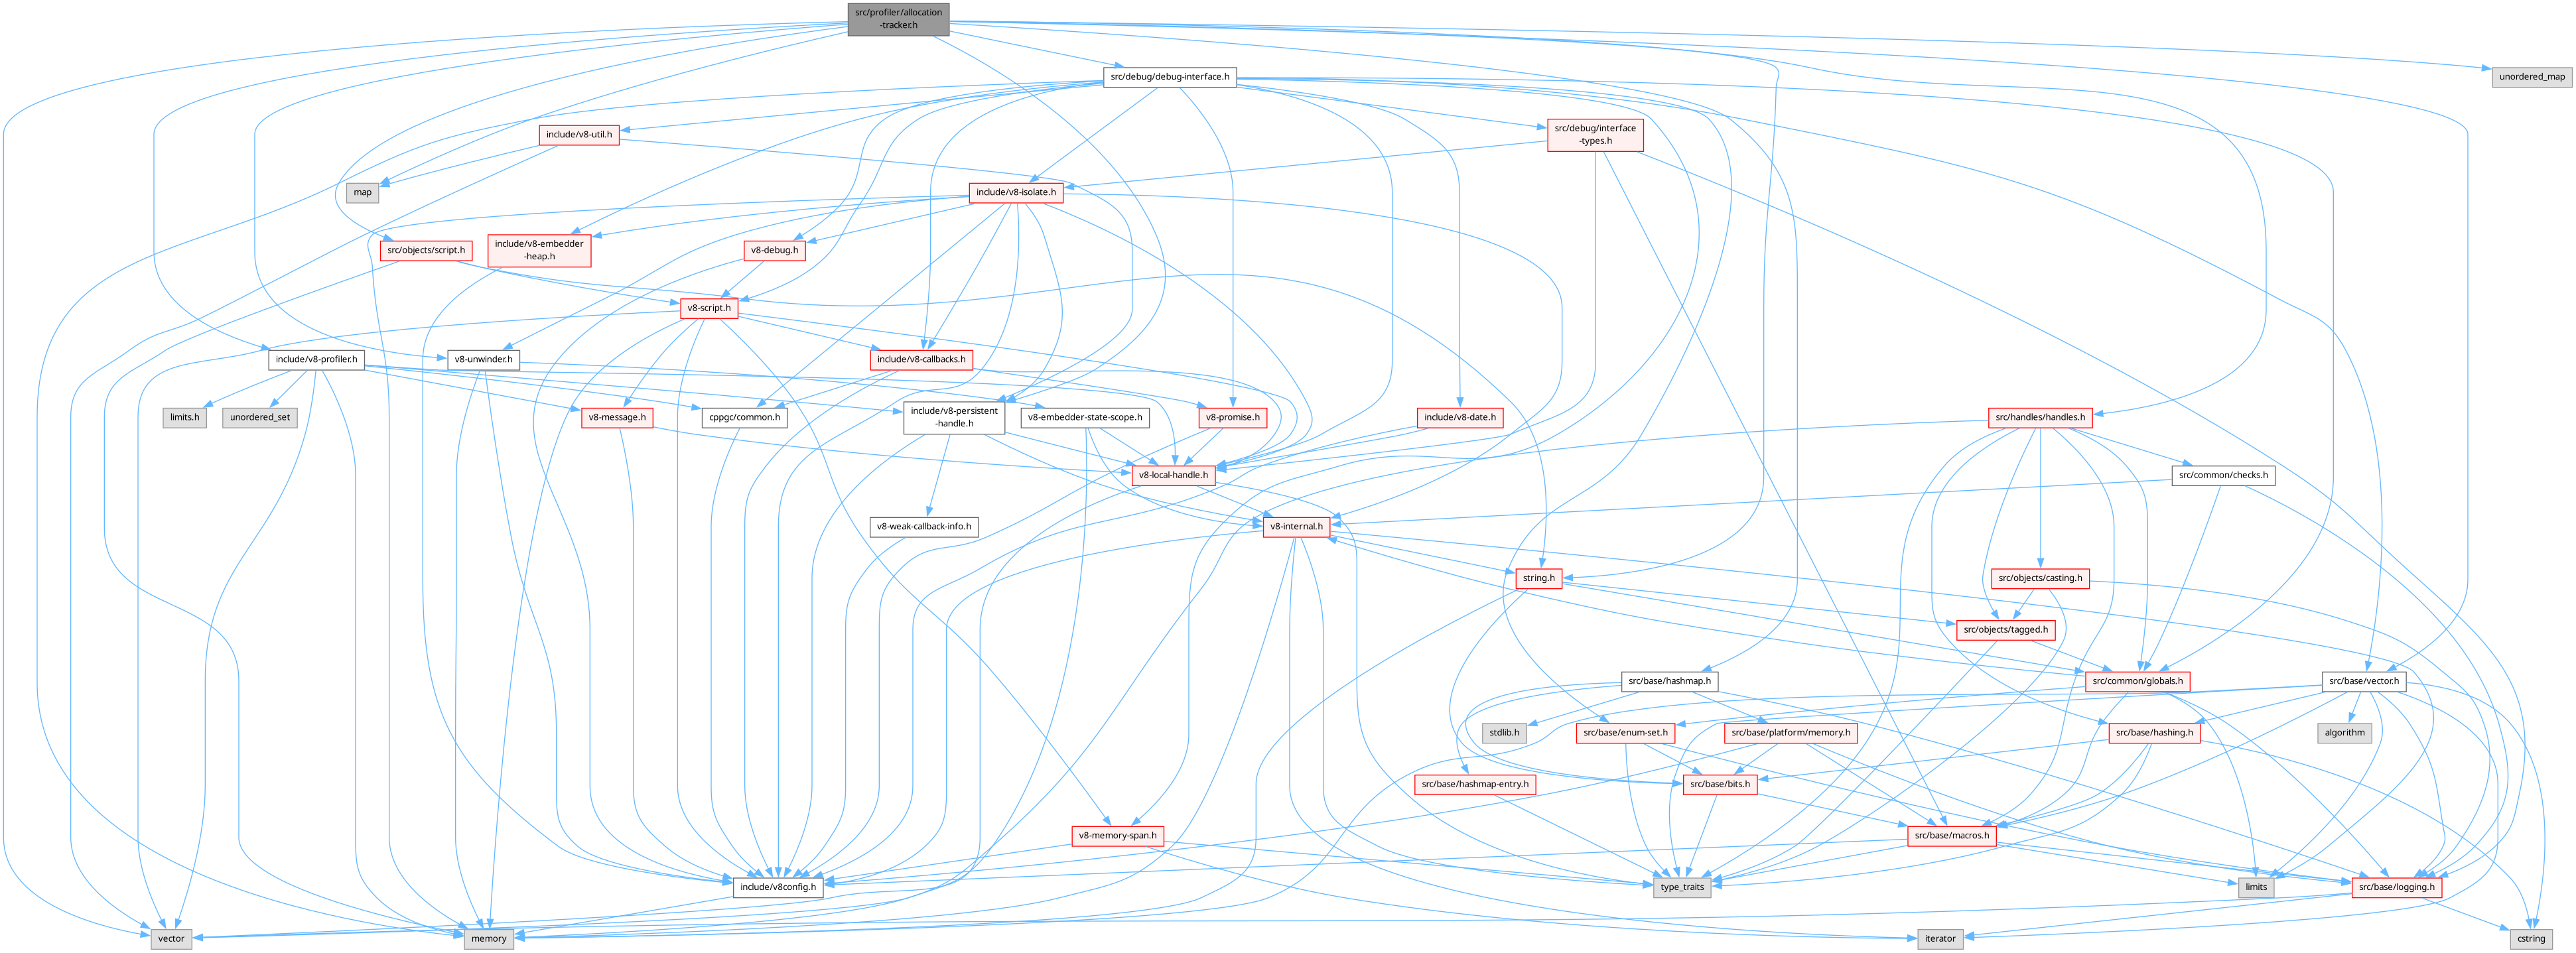 src/profiler/allocation
-tracker.h
src/debug/debug-interface.h
unordered_map
include/v8-util.h
src/debug/interface
-types.h
map
include/v8-isolate.h
src/objects/script.h
include/v8-embedder
-heap.h
v8-debug.h
v8-script.h
include/v8-profiler.h
v8-unwinder.h
include/v8-callbacks.h
limits.h
unordered_set
v8-message.h
cppgc/common.h
include/v8-persistent
-handle.h
v8-embedder-state-scope.h
v8-promise.h
include/v8-date.h
src/handles/handles.h
v8-local-handle.h
src/common/checks.h
v8-weak-callback-info.h
v8-internal.h
string.h
src/objects/casting.h
src/objects/tagged.h
src/base/hashmap.h
src/common/globals.h
src/base/vector.h
stdlib.h
src/base/enum-set.h
src/base/platform/memory.h
src/base/hashing.h
algorithm
src/base/hashmap-entry.h
src/base/bits.h
v8-memory-span.h
src/base/macros.h
include/v8config.h
type_traits
limits
src/base/logging.h
vector
memory
iterator
cstring